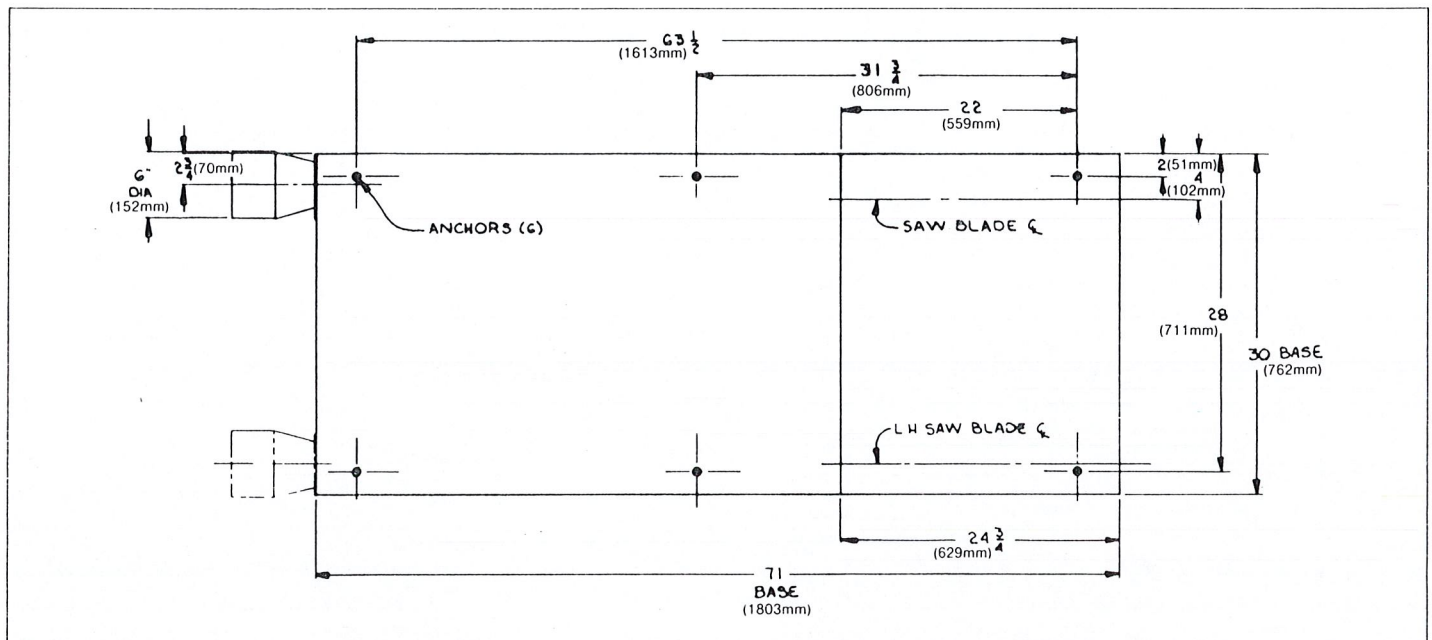 63 1/2
(1613mm)
31 3/4
(806mm)
22
(559mm)
2 3/4 (70mm)
6"
DIA
(152mm)
2 (51mm)
4
(102mm)
ANCHORS (6)
SAW BLADE ℄
28
(711mm)
30 BASE
(762mm)
LH SAW BLADE ℄
24 3/4
(629mm)
71
BASE
(1803mm)